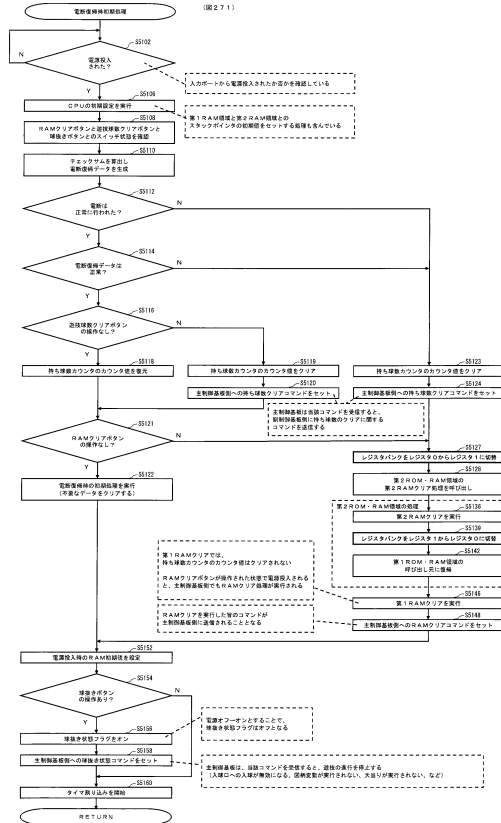 (図271)
電断復帰時初期処理
S5102
電源投入
された?
N
Y
入力ポートから電源投入されたか否かを確認している
S5106
CPUの初期設定を実行
第1RAM領域と第2RAM領域との
スタックポインタの初期値をセットする処理も含んでいる
S5108
RAMクリアボタンと遊技球数クリアボタンと
球抜きボタンとのスイッチ状態を確認
S5110
チェックサムを算出し
電断復帰データを生成
S5112
電断は
正常に行われた?
N
Y
S5114
電断復帰データは
正常?
N
Y
S5116
遊技球数クリアボタン
の操作なし?
N
Y
S5118
持ち球数カウンタのカウンタ値を復元
S5119
持ち球数カウンタのカウンタ値をクリア
S5120
主制御基板側への持ち球数クリアコマンドをセット
S5123
持ち球数カウンタのカウンタ値をクリア
S5124
主制御基板側への持ち球数クリアコマンドをセット
主制御基板は当該コマンドを受信すると、
副制御基板側に持ち球数のクリアに関する
コマンドを送信する
S5121
RAMクリアボタン
の操作なし?
N
Y
S5122
電断復帰時の初期処理を実行
(不要なデータをクリアする)
S5127
レジスタバンクをレジスタ0からレジスタ1に切替
S5128
第2ROM・RAM領域の
第2RAMクリア処理を呼び出し
第2ROM・RAM領域の処理
S5136
第2RAMクリアを実行
S5139
レジスタバンクをレジスタ1からレジスタ0に切替
S5142
第1ROM・RAM領域の
呼び出し元に復帰
第1RAMクリアでは、
持ち球数カウンタのカウンタ値はクリアされない
RAMクリアボタンが操作された状態で電源投入される
と、主制御基板側でもRAMクリア処理が実行される
S5146
第1RAMクリアを実行
RAMクリアを実行した旨のコマンドが
主制御基板側に送信されることとなる
S5148
主制御基板側へのRAMクリアコマンドをセット
S5152
電源投入時のRAM初期値を設定
S5154
球抜きボタン
の操作あり?
N
Y
S5156
球抜き状態フラグをオン
電源オフ→オンとすることで、
球抜き状態フラグはオフとなる
S5158
主制御基板側への球抜き状態コマンドをセット
主制御基板は、当該コマンドを受信すると、遊技の進行を停止する
(入球口への入球が無効になる、図柄変動が実行されない、大当りが実行されない、など)
S5160
タイマ割り込みを開始
RETURN